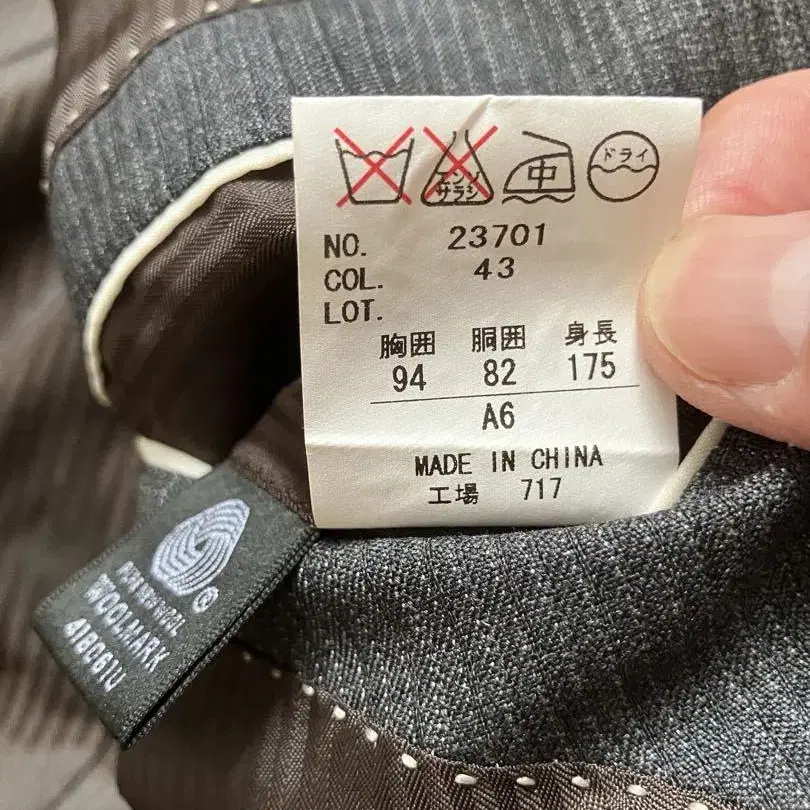 エンソ
サラシ
中
ドライ
NO. 23701
COL. 43
LOT.
胸囲 胴囲 身長
94 82 175
A6
MADE IN CHINA
工場 717
®
WOOLMARK